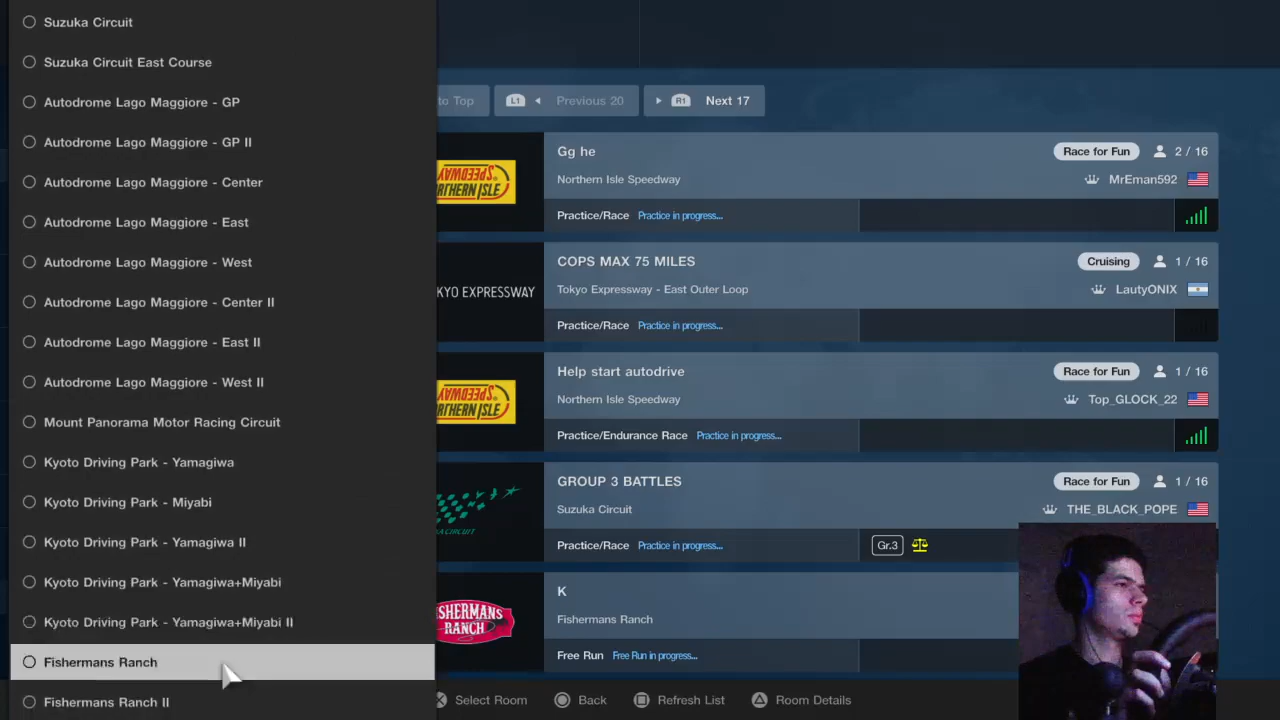 Suzuka Circuit
Suzuka Circuit East Course
Autodrome Lago Maggiore - GP
Autodrome Lago Maggiore - GP II
Autodrome Lago Maggiore - Center
Autodrome Lago Maggiore - East
Autodrome Lago Maggiore - West
Autodrome Lago Maggiore - Center II
Autodrome Lago Maggiore - East II
Autodrome Lago Maggiore - West II
Mount Panorama Motor Racing Circuit
Kyoto Driving Park - Yamagiwa
Kyoto Driving Park - Miyabi
Kyoto Driving Park - Yamagiwa II
Kyoto Driving Park - Yamagiwa+Miyabi
Kyoto Driving Park - Yamagiwa+Miyabi II
Fishermans Ranch
Fishermans Ranch II
to Top L1 Previous 20 R1 Next 17
SPEEDWAY
NORTHERN ISLE
Gg he Race for Fun 2 / 16
Northern Isle Speedway MrEman592
Practice/Race Practice in progress...
KYO EXPRESSWAY
COPS MAX 75 MILES Cruising 1 / 16
Tokyo Expressway - East Outer Loop LautyONIX
Practice/Race Practice in progress...
SPEEDWAY
NORTHERN ISLE
Help start autodrive Race for Fun 1 / 16
Northern Isle Speedway Top_GLOCK_22
Practice/Endurance Race Practice in progress...
KA CIRCUIT
GROUP 3 BATTLES Race for Fun 1 / 16
Suzuka Circuit THE_BLACK_POPE
Practice/Race Practice in progress... Gr.3
FISHERMANS
RANCH
K
Fishermans Ranch
Free Run Free Run in progress...
Select Room Back Refresh List Room Details